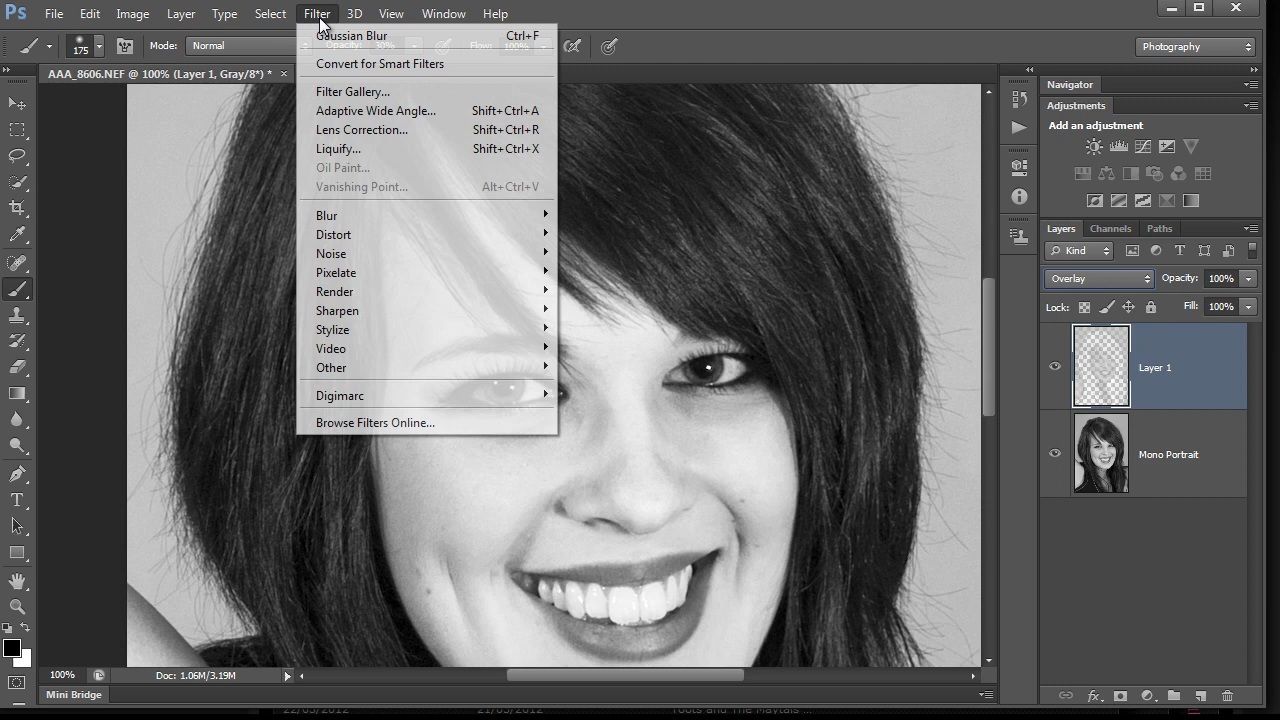 Ps File Edit Image Layer Type Select Filter 3D View Window Help
175 Mode: Normal Opacity: 30% Flow: 100% Photography
AAA_8606.NEF @ 100% (Layer 1, Gray/8*) * ×
Gaussian Blur Ctrl+F
Convert for Smart Filters
Filter Gallery...
Adaptive Wide Angle... Shift+Ctrl+A
Lens Correction... Shift+Ctrl+R
Liquify... Shift+Ctrl+X
Oil Paint...
Vanishing Point... Alt+Ctrl+V
Blur
Distort
Noise
Pixelate
Render
Sharpen
Stylize
Video
Other
Digimarc
Browse Filters Online...
Navigator
Adjustments
Add an adjustment
Layers Channels Paths
Kind
Overlay Opacity: 100%
Lock: Fill: 100%
Layer 1
Mono Portrait
fx
100% Doc: 1.06M/3.19M
Mini Bridge
22/03/2012 21/03/2012 Toots and The Maytals ...